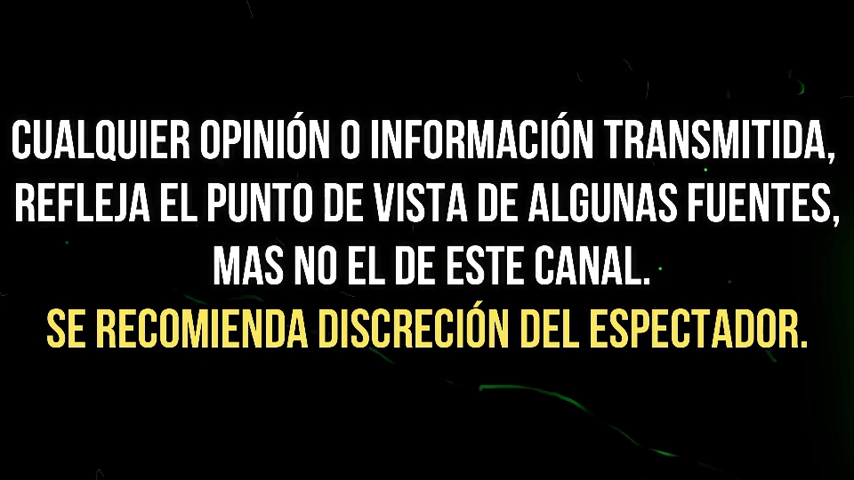 CUALQUIER OPINIÓN O INFORMACIÓN TRANSMITIDA,
REFLEJA EL PUNTO DE VISTA DE ALGUNAS FUENTES,
MAS NO EL DE ESTE CANAL.
SE RECOMIENDA DISCRECIÓN DEL ESPECTADOR.